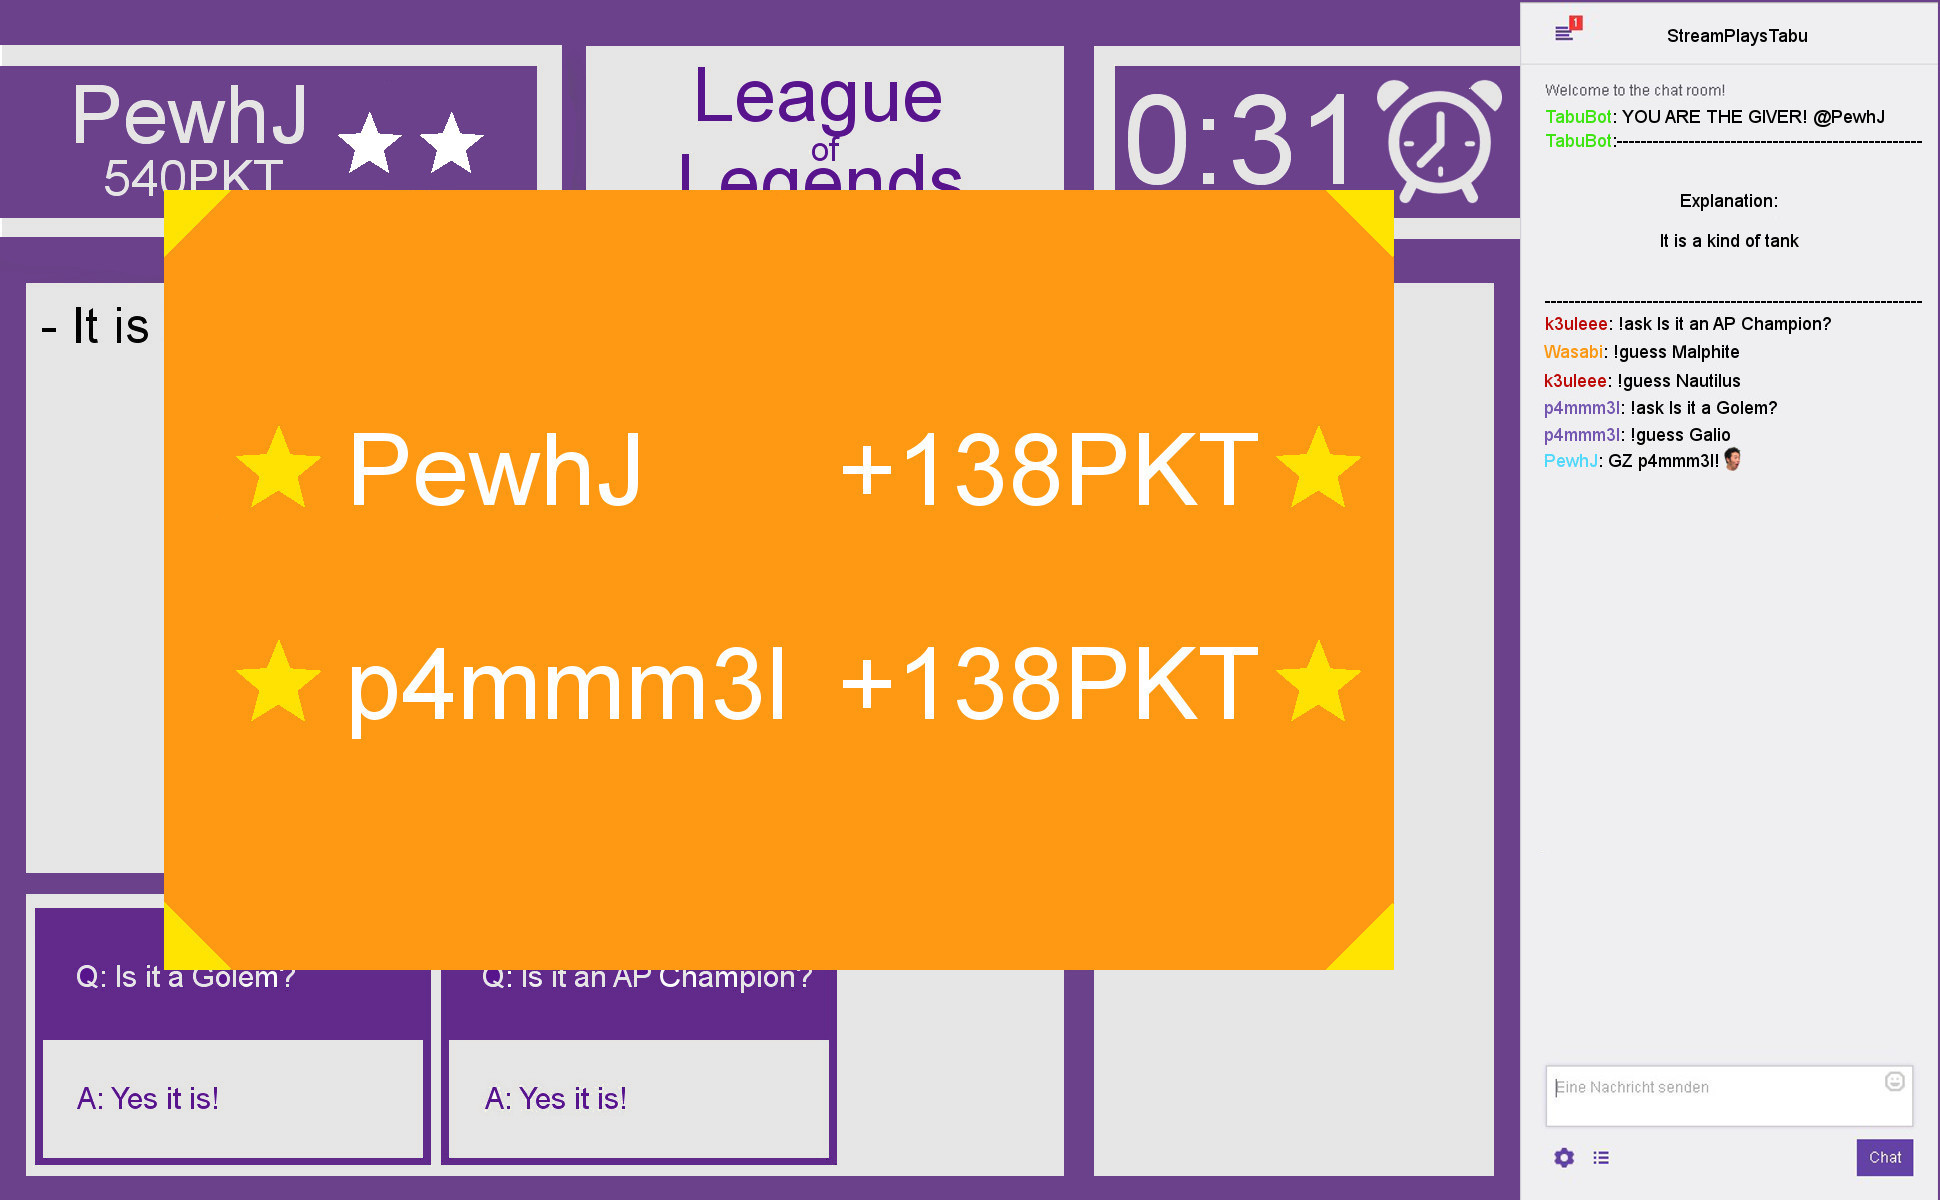 PewhJ
540PKT
League
of
Legends
0:31
- It is
PewhJ +138PKT
p4mmm3l +138PKT
Q: Is it a Golem?
A: Yes it is!
Q: Is it an AP Champion?
A: Yes it is!
1
StreamPlaysTabu
Welcome to the chat room!
TabuBot: YOU ARE THE GIVER! @PewhJ
TabuBot:---------------------------------------------------
Explanation:
It is a kind of tank
---------------------------------------------------------------
k3uleee: !ask Is it an AP Champion?
Wasabi: !guess Malphite
k3uleee: !guess Nautilus
p4mmm3l: !ask Is it a Golem?
p4mmm3l: !guess Galio
PewhJ: GZ p4mmm3l!
Eine Nachricht senden
Chat